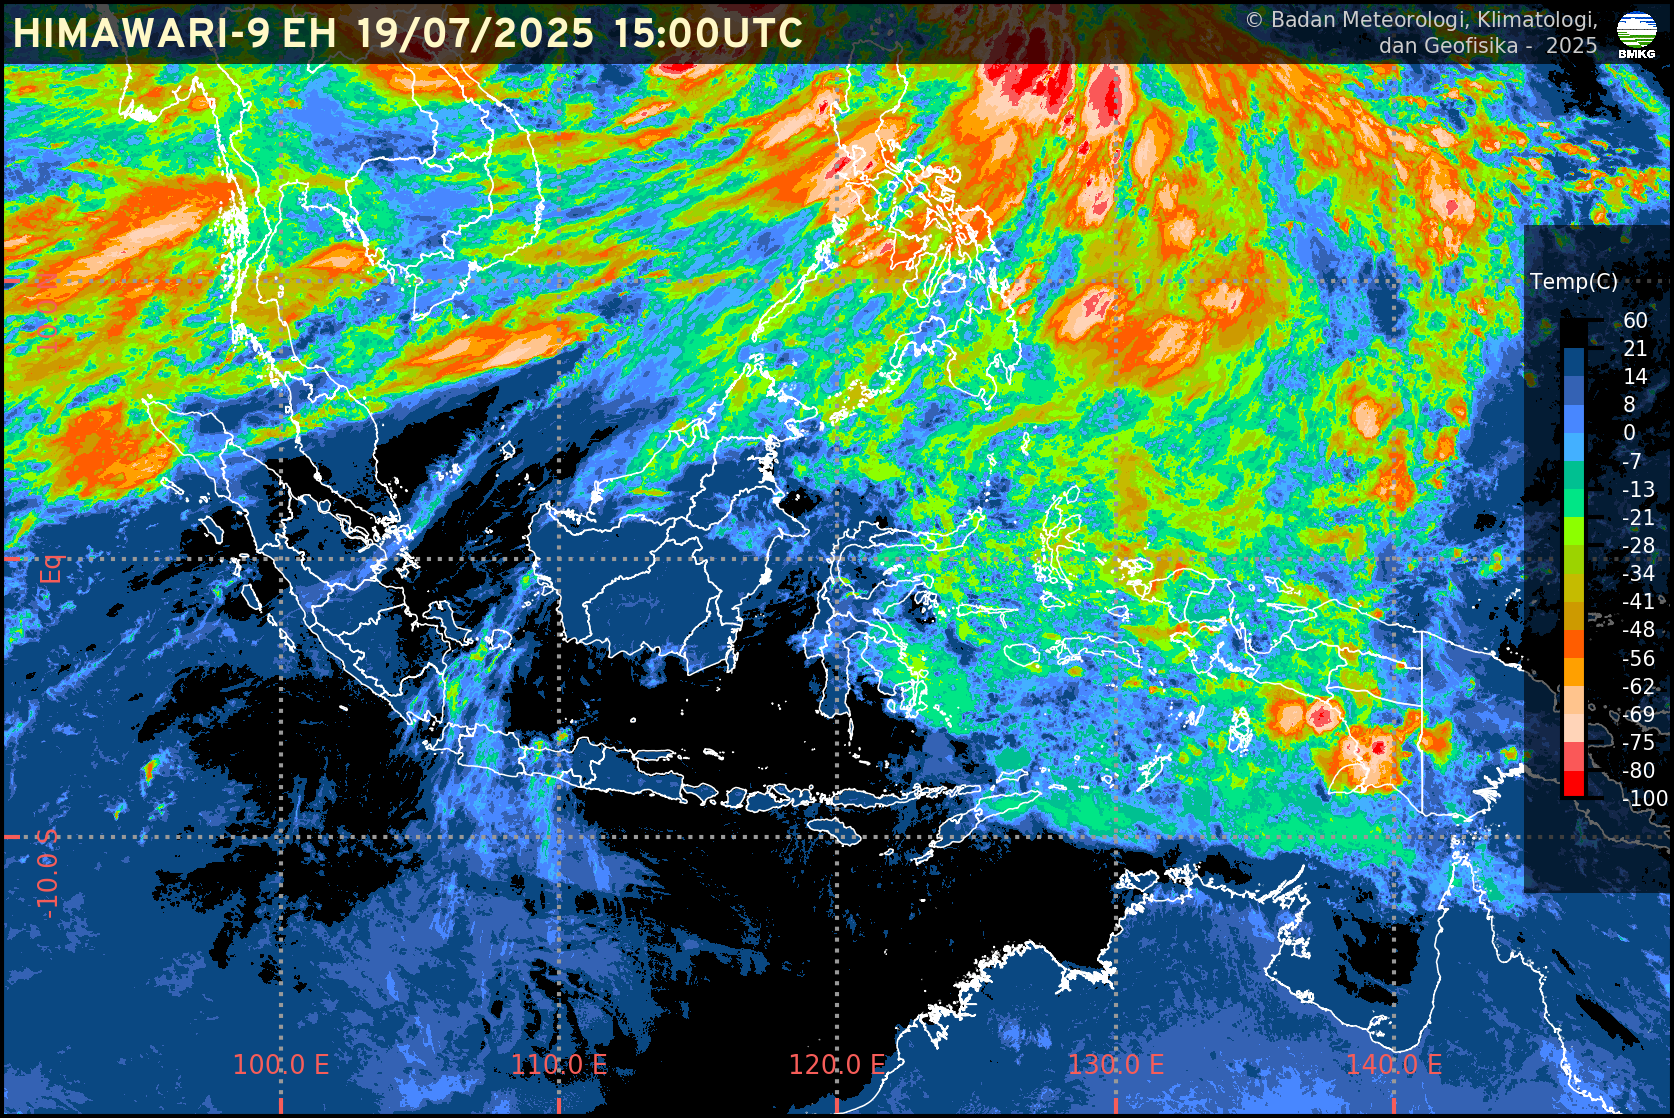 HIMAWARI-9 EH 19/07/2025 15:00UTC
© Badan Meteorologi, Klimatologi,
dan Geofisika - 2025
BMKG
Temp(C)
60
21
14
8
0
-7
-13
-21
-28
-34
-41
-48
-56
-62
-69
-75
-80
-100
10.0 N
Eq
-10.0 S
100.0 E
110.0 E
120.0 E
130.0 E
140.0 E